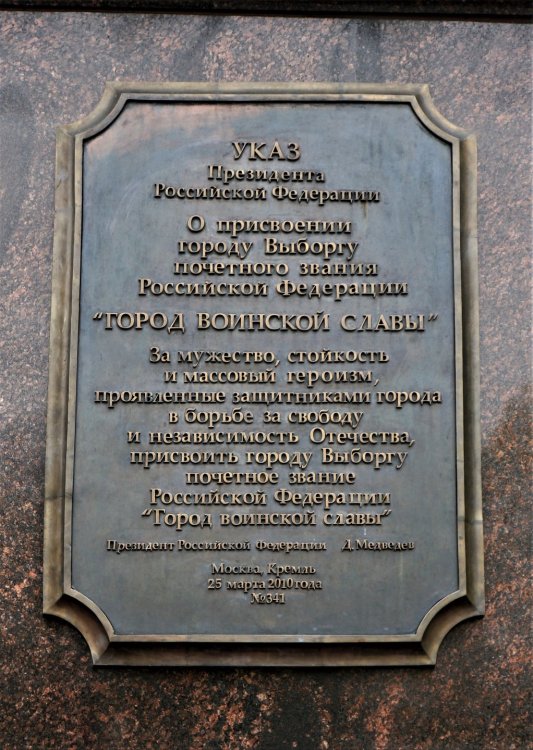 УКАЗ
Президента
Российской Федерации
О присвоении
городу Выборгу
почетного звания
Российской Федерации
“ГОРОД ВОИНСКОЙ СЛАВЫ”
За мужество, стойкость
и массовый героизм,
проявленные защитниками города
в борьбе за свободу
и независимость Отечества,
присвоить городу Выборгу
почетное звание
Российской Федерации
“Город воинской славы”
Президент Российской Федерации Д.Медведев
Москва, Кремль
25 марта 2010 года
№341